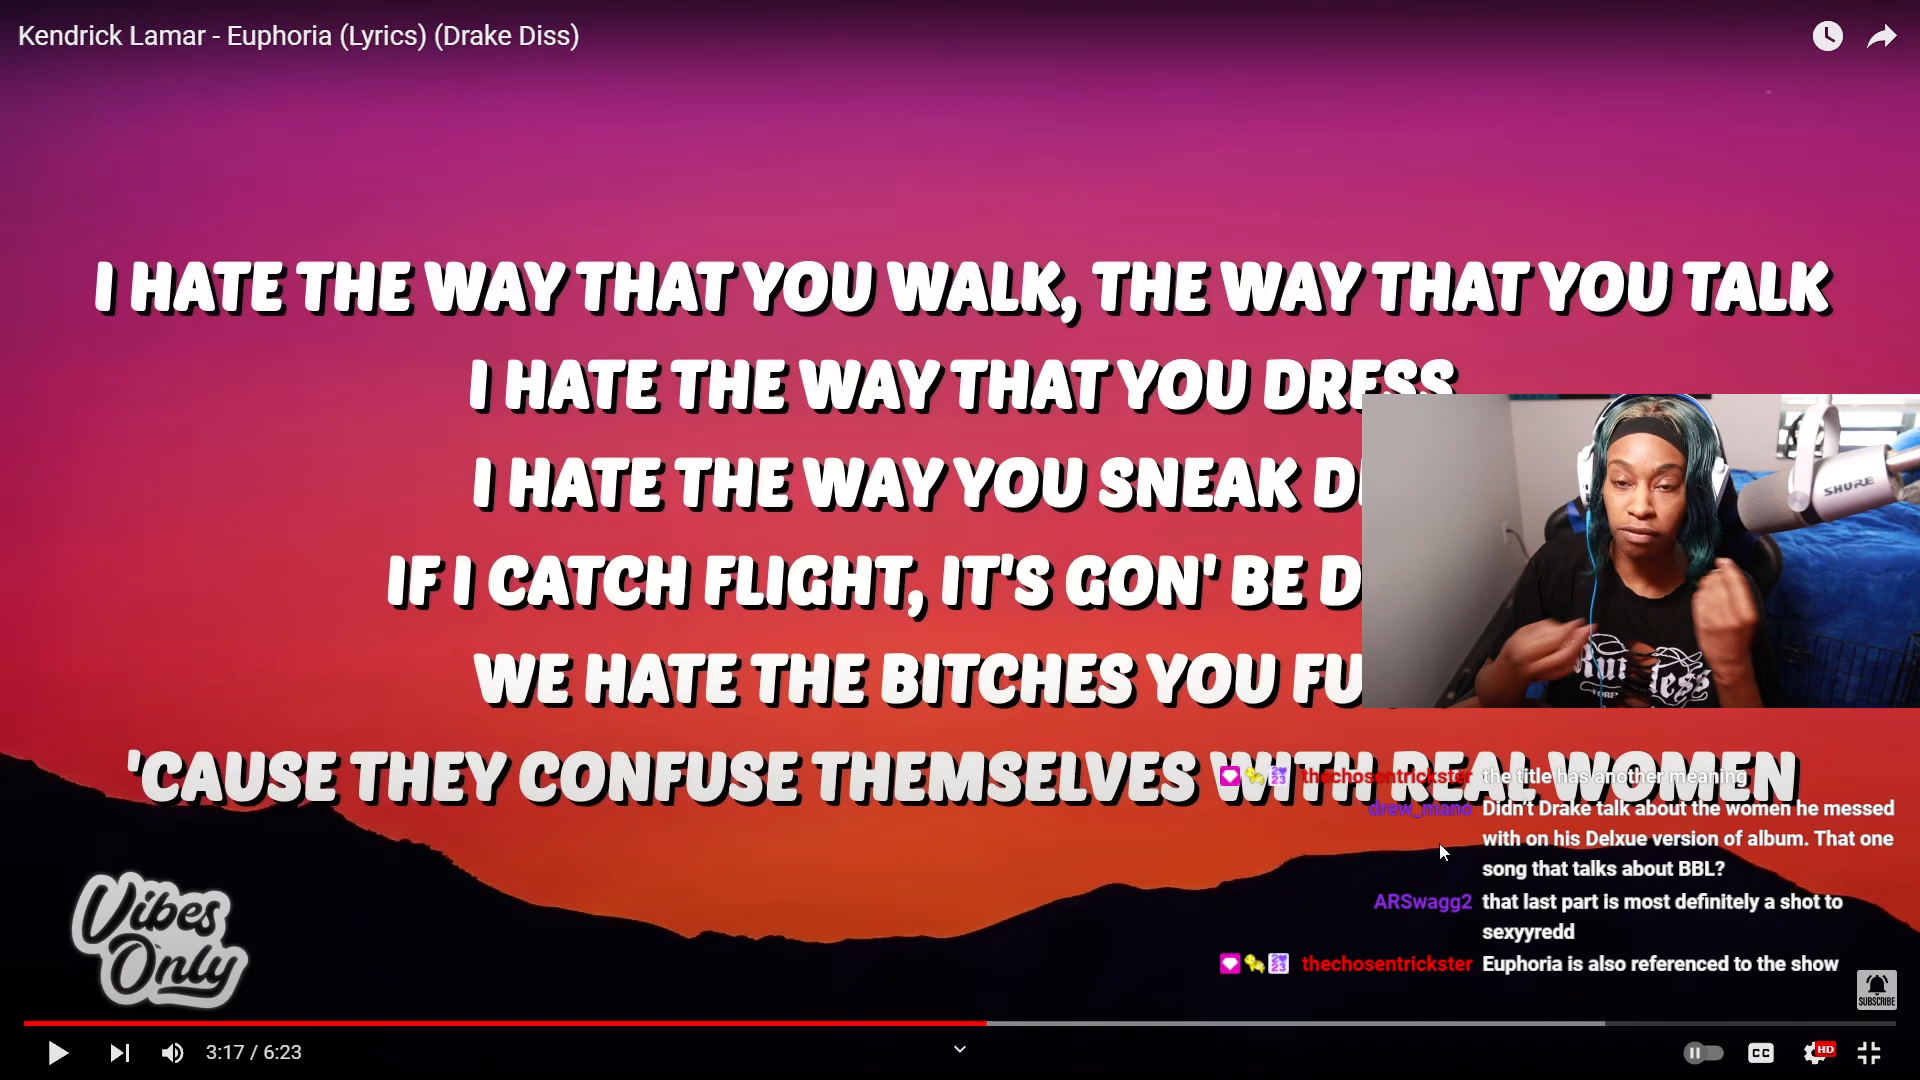 Kendrick Lamar - Euphoria (Lyrics) (Drake Diss)
I HATE THE WAY THAT YOU WALK, THE WAY THAT YOU TALK
I HATE THE WAY THAT YOU DRESS
I HATE THE WAY YOU SNEAK DI
IF I CATCH FLIGHT, IT'S GON' BE D
WE HATE THE BITCHES YOU FU
'CAUSE THEY CONFUSE THEMSELVES WITH REAL WOMEN
SHURE
thechosentrickster the title has another meaning
drew_mano Didn't Drake talk about the women he messed
with on his Delxue version of album. That one
song that talks about BBL?
ARSwagg2 that last part is most definitely a shot to
sexyyredd
thechosentrickster Euphoria is also referenced to the show
Vibes
Only
SUBSCRIBE
3:17 / 6:23
CC
HD